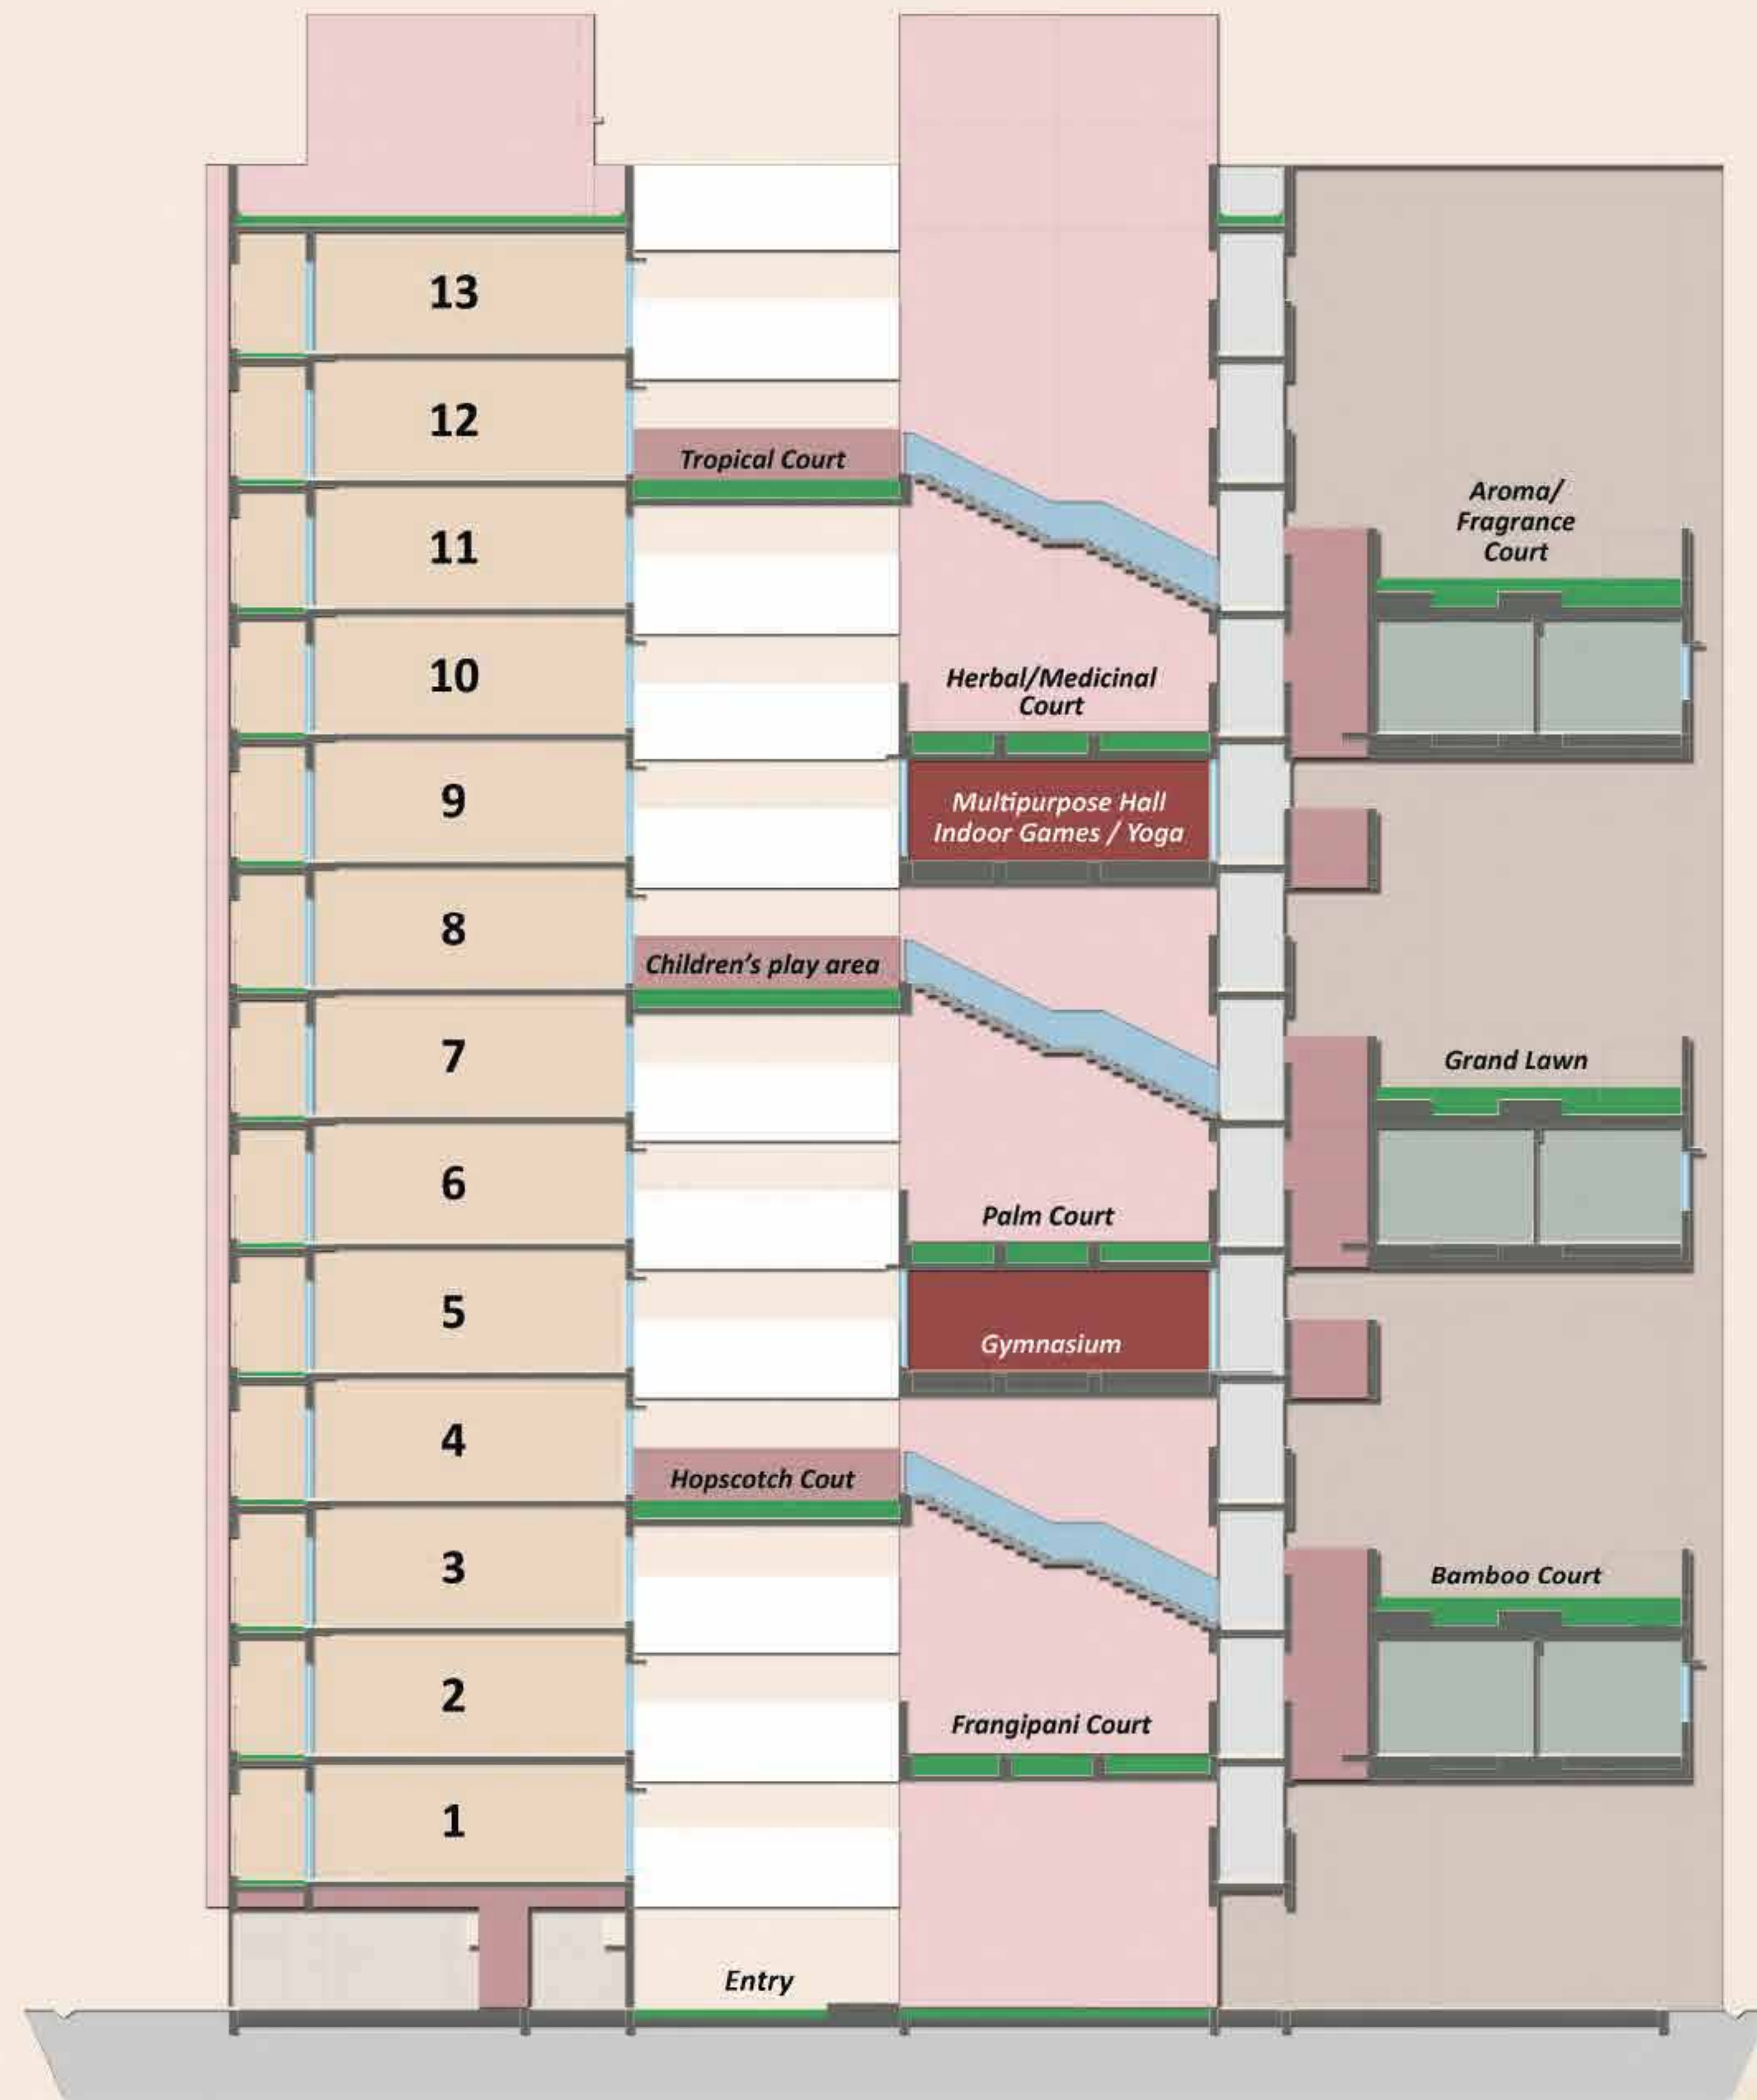 13
12
Tropical Court
Aroma/
Fragrance
Court
11
10
Herbal/Medicinal
Court
9
Multipurpose Hall
Indoor Games / Yoga
8
Children's play area
7
Grand Lawn
6
Palm Court
5
Gymnasium
4
Hopscotch Cout
3
Bamboo Court
2
Frangipani Court
1
Entry